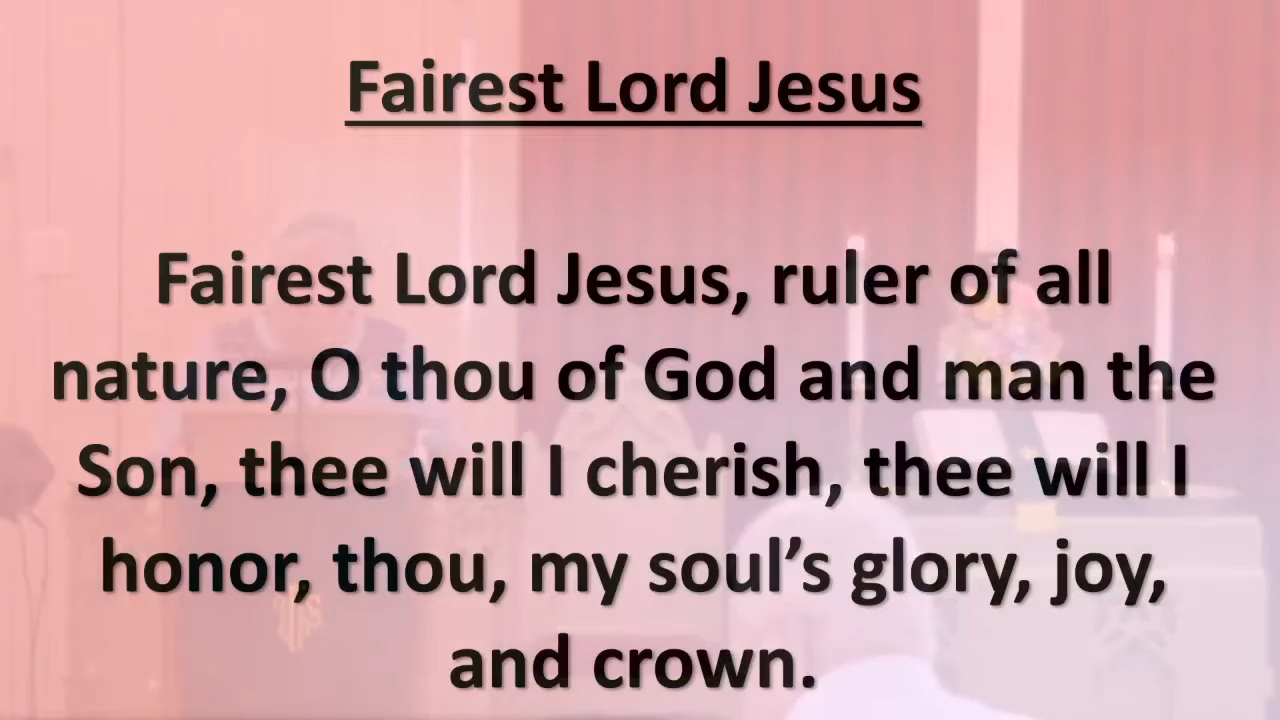 Fairest Lord Jesus
Fairest Lord Jesus, ruler of all
nature, O thou of God and man the
Son, thee will I cherish, thee will I
honor, thou, my soul’s glory, joy,
and crown.